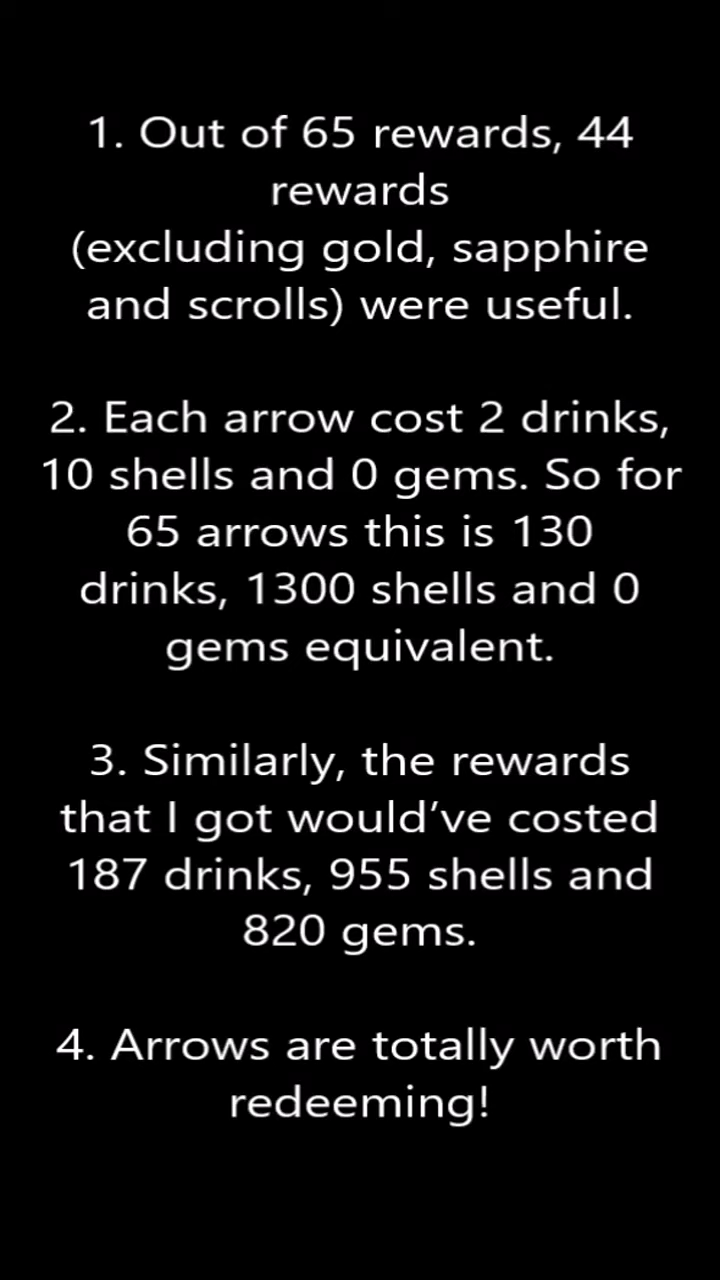 1. Out of 65 rewards, 44
rewards
(excluding gold, sapphire
and scrolls) were useful.
2. Each arrow cost 2 drinks,
10 shells and 0 gems. So for
65 arrows this is 130
drinks, 1300 shells and 0
gems equivalent.
3. Similarly, the rewards
that I got would’ve costed
187 drinks, 955 shells and
820 gems.
4. Arrows are totally worth
redeeming!